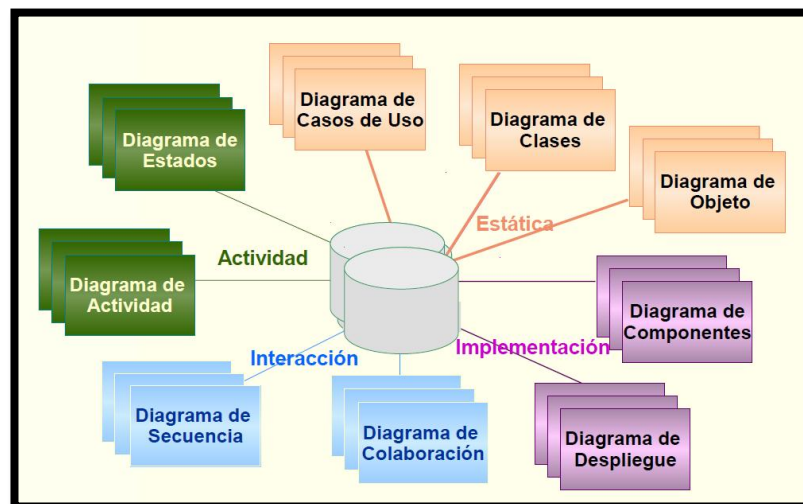 Diagrama de
Casos de Uso
Diagrama de
Clases
Diagrama de
Estados
Diagrama de
Objeto
Estática
Actividad
Diagrama de
Actividad
Diagrama de
Componentes
Interacción
Implementación
Diagrama de
Secuencia
Diagrama de
Colaboración
Diagrama de
Despliegue